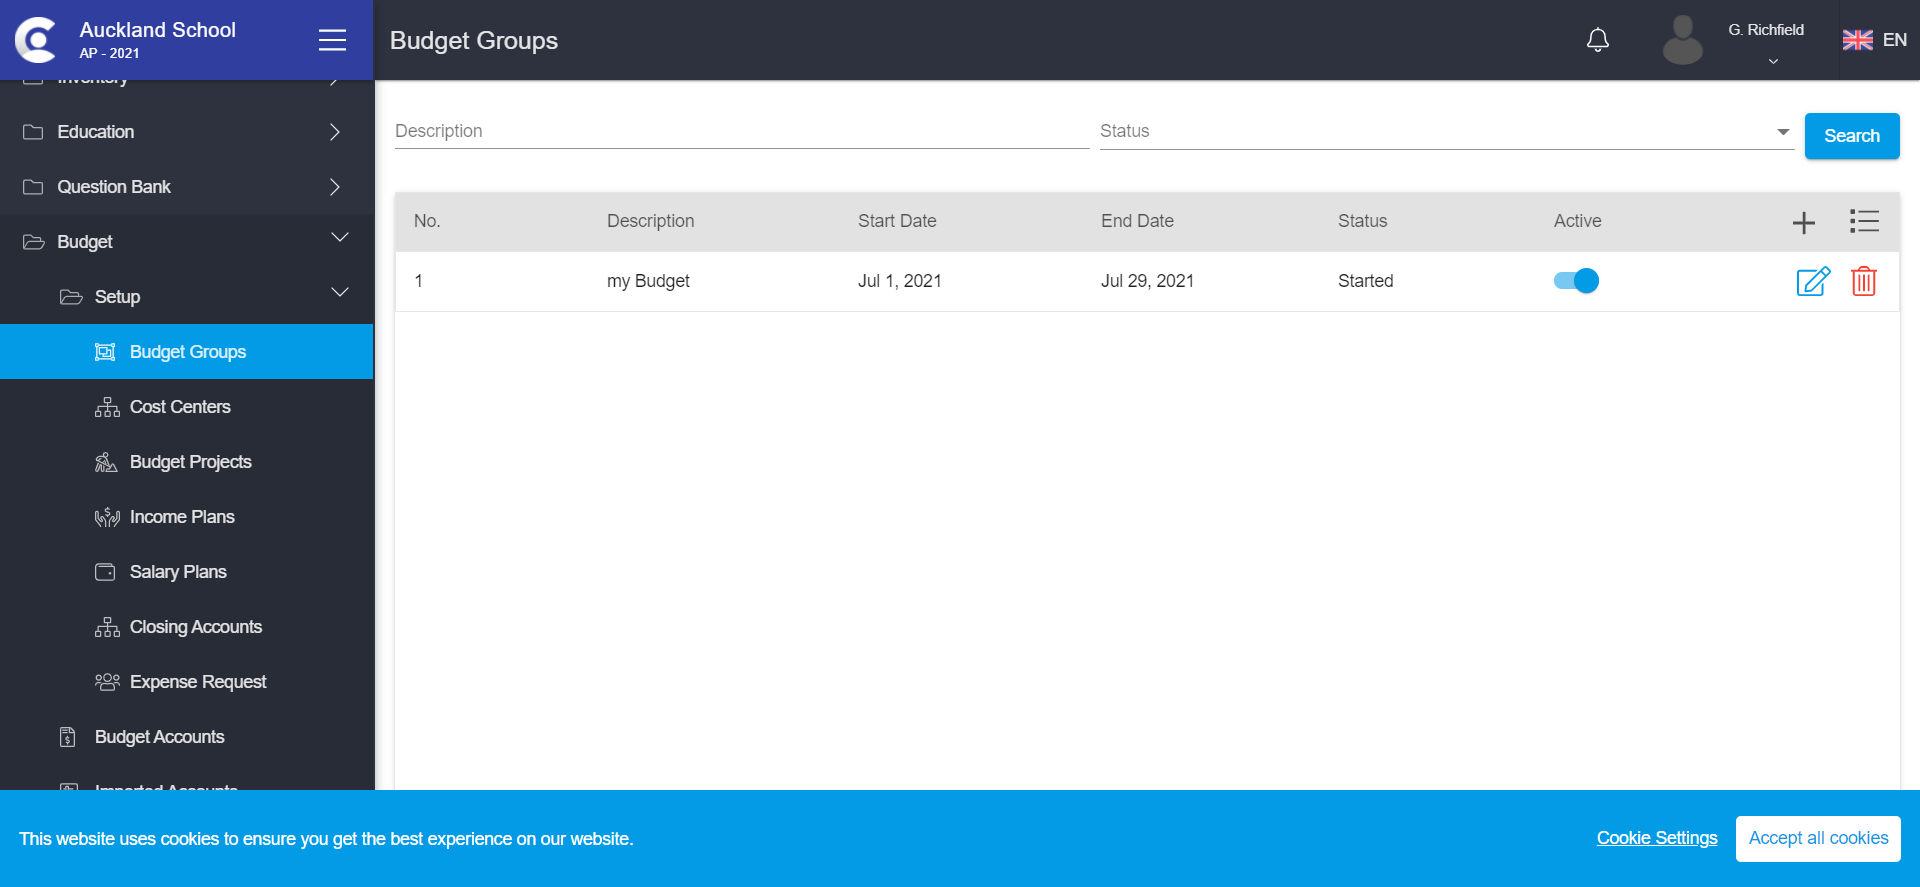 Auckland School
AP - 2021
Budget Groups
G. Richfield
EN
Inventory
Education
Question Bank
Budget
Setup
Budget Groups
Cost Centers
Budget Projects
Income Plans
Salary Plans
Closing Accounts
Expense Request
Budget Accounts
Imported Accounts
Description
Status
Search
No. Description Start Date End Date Status Active
1 my Budget Jul 1, 2021 Jul 29, 2021 Started
This website uses cookies to ensure you get the best experience on our website.
Cookie Settings
Accept all cookies